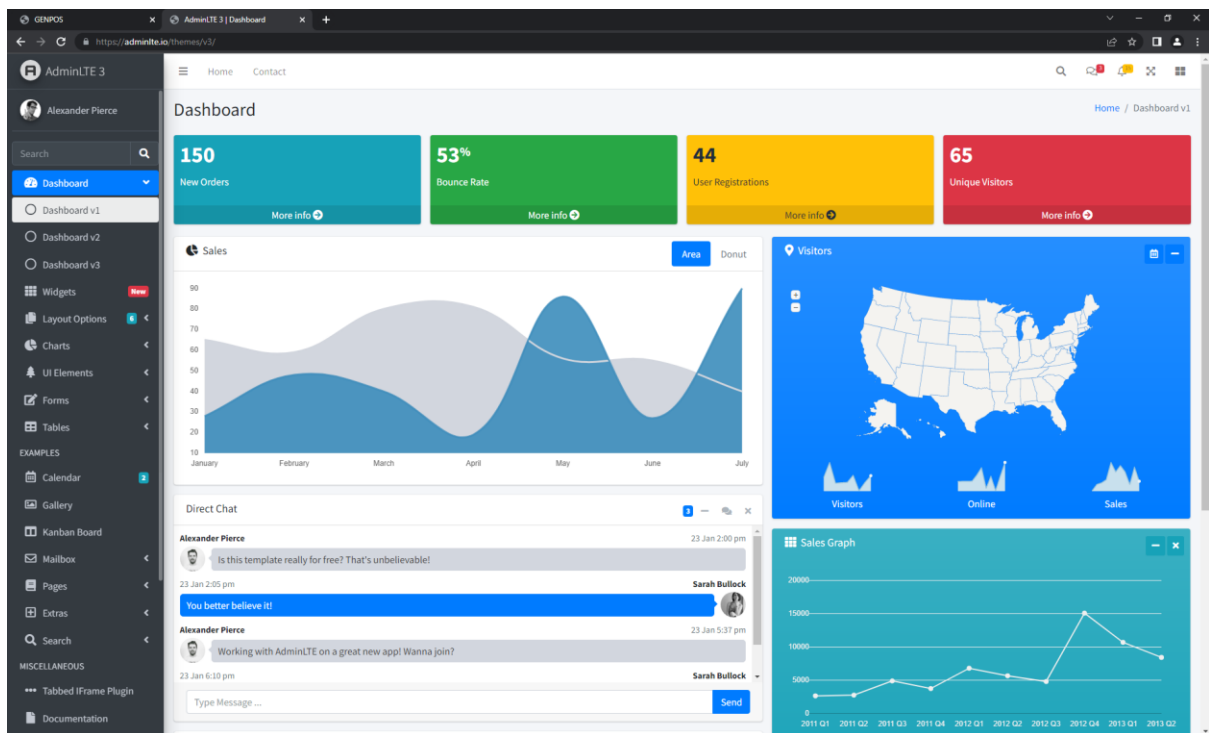 GENPOS
AdminLTE 3 | Dashboard
https://adminlte.io/themes/v3/
AdminLTE 3
Home Contact
3
Alexander Pierce
Dashboard
Home / Dashboard v1
Search
Dashboard
Dashboard v1
Dashboard v2
Dashboard v3
Widgets New
Layout Options 6
Charts
UI Elements
Forms
Tables
EXAMPLES
Calendar 2
Gallery
Kanban Board
Mailbox
Pages
Extras
Search
MISCELLANEOUS
Tabbed IFrame Plugin
Documentation
150
New Orders
More info
53%
Bounce Rate
More info
44
User Registrations
More info
65
Unique Visitors
More info
Sales
Area Donut
90
80
70
60
50
40
30
20
10
January February March April May June July
Visitors
+
−
Visitors Online Sales
Direct Chat 3
Alexander Pierce 23 Jan 2:00 pm
Is this template really for free? That's unbelievable!
23 Jan 2:05 pm Sarah Bullock
You better believe it!
Alexander Pierce 23 Jan 5:37 pm
Working with AdminLTE on a great new app! Wanna join?
23 Jan 6:10 pm Sarah Bullock
Type Message ... Send
Sales Graph
20000
15000
10000
5000
0
2011 Q1 2011 Q2 2011 Q3 2011 Q4 2012 Q1 2012 Q2 2012 Q3 2012 Q4 2013 Q1 2013 Q2